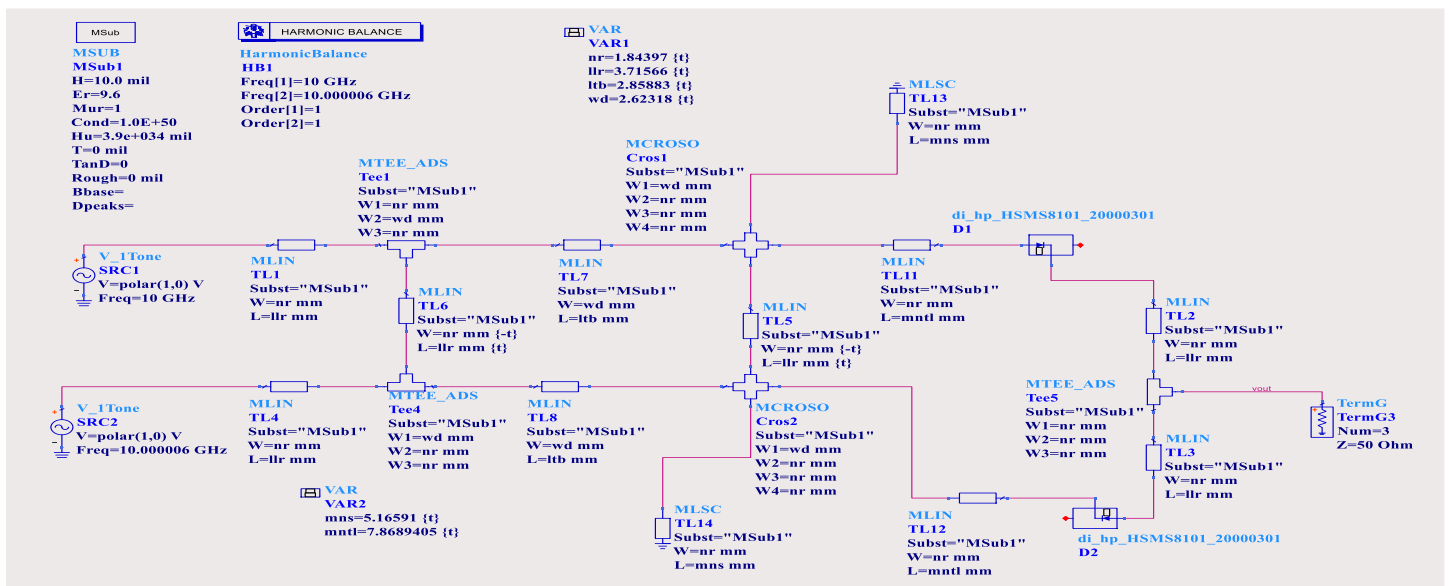 MSub
MSUB
MSub1
H=10.0 mil
Er=9.6
Mur=1
Cond=1.0E+50
Hu=3.9e+034 mil
T=0 mil
TanD=0
Rough=0 mil
Bbase=
Dpeaks=
HARMONIC BALANCE
HarmonicBalance
HB1
Freq[1]=10 GHz
Freq[2]=10.000006 GHz
Order[1]=1
Order[2]=1
VAR
VAR1
nr=1.84397 {t}
llr=3.71566 {t}
ltb=2.85883 {t}
wd=2.62318 {t}
MLSC
TL13
Subst="MSub1"
W=nr mm
L=mns mm
MTEE_ADS
Tee1
Subst="MSub1"
W1=nr mm
W2=wd mm
W3=nr mm
MCROSO
Cros1
Subst="MSub1"
W1=wd mm
W2=nr mm
W3=nr mm
W4=nr mm
di_hp_HSMS8101_20000301
D1
V_1Tone
SRC1
V=polar(1,0) V
Freq=10 GHz
MLIN
TL1
Subst="MSub1"
W=nr mm
L=llr mm
MLIN
TL6
Subst="MSub1"
W=nr mm {-t}
L=llr mm {t}
MLIN
TL7
Subst="MSub1"
W=wd mm
L=ltb mm
MLIN
TL5
Subst="MSub1"
W=nr mm {-t}
L=llr mm {t}
MLIN
TL11
Subst="MSub1"
W=nr mm
L=mntl mm
MLIN
TL2
Subst="MSub1"
W=nr mm
L=llr mm
V_1Tone
SRC2
V=polar(1,0) V
Freq=10.000006 GHz
MLIN
TL4
Subst="MSub1"
W=nr mm
L=llr mm
MTEE_ADS
Tee4
Subst="MSub1"
W1=wd mm
W2=nr mm
W3=nr mm
MLIN
TL8
Subst="MSub1"
W=wd mm
L=ltb mm
MCROSO
Cros2
Subst="MSub1"
W1=wd mm
W2=nr mm
W3=nr mm
W4=nr mm
MTEE_ADS
Tee5
Subst="MSub1"
W1=nr mm
W2=nr mm
W3=nr mm
vout
TermG
TermG3
Num=3
Z=50 Ohm
MLIN
TL3
Subst="MSub1"
W=nr mm
L=llr mm
VAR
VAR2
mns=5.16591 {t}
mntl=7.8689405 {t}
MLSC
TL14
Subst="MSub1"
W=nr mm
L=mns mm
MLIN
TL12
Subst="MSub1"
W=nr mm
L=mntl mm
di_hp_HSMS8101_20000301
D2